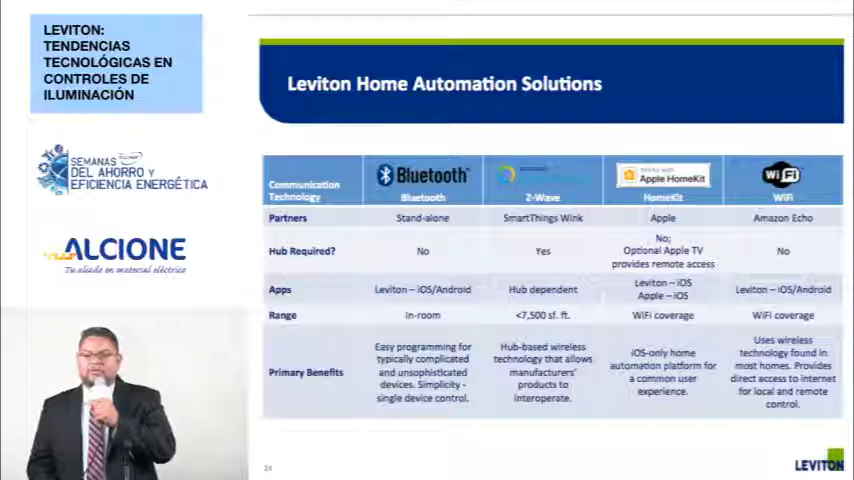 LEVITON:
TENDENCIAS
TECNOLÓGICAS EN
CONTROLES DE
ILUMINACIÓN
SEMANAS
DEL AHORRO Y
EFICIENCIA ENERGÉTICA
ALCIONE
Tu aliado en material eléctrico
Leviton Home Automation Solutions
Communication
Technology
Bluetooth
Bluetooth
Z-Wave
Apple HomeKit
HomeKit
WiFi
WiFi
Partners
Stand-alone
SmartThings Wink
Apple
Amazon Echo
Hub Required?
No
Yes
No;
Optional Apple TV
provides remote access
No
Apps
Leviton – iOS/Android
Hub dependent
Leviton – iOS
Apple – iOS
Leviton – iOS/Android
Range
In-room
<7,500 sf. ft.
WiFi coverage
WiFi coverage
Primary Benefits
Easy programming for
typically complicated
and unsophisticated
devices. Simplicity -
single device control.
Hub-based wireless
technology that allows
manufacturers'
products to
interoperate.
iOS-only home
automation platform for
a common user
experience.
Uses wireless
technology found in
most homes. Provides
direct access to internet
for local and remote
control.
LEVITON